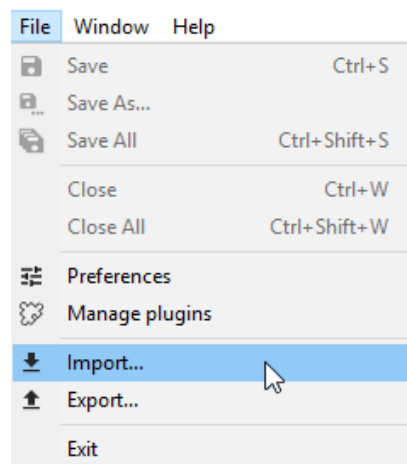 File Window Help
Save Ctrl+S
Save As...
Save All Ctrl+Shift+S
Close Ctrl+W
Close All Ctrl+Shift+W
Preferences
Manage plugins
Import...
Export...
Exit